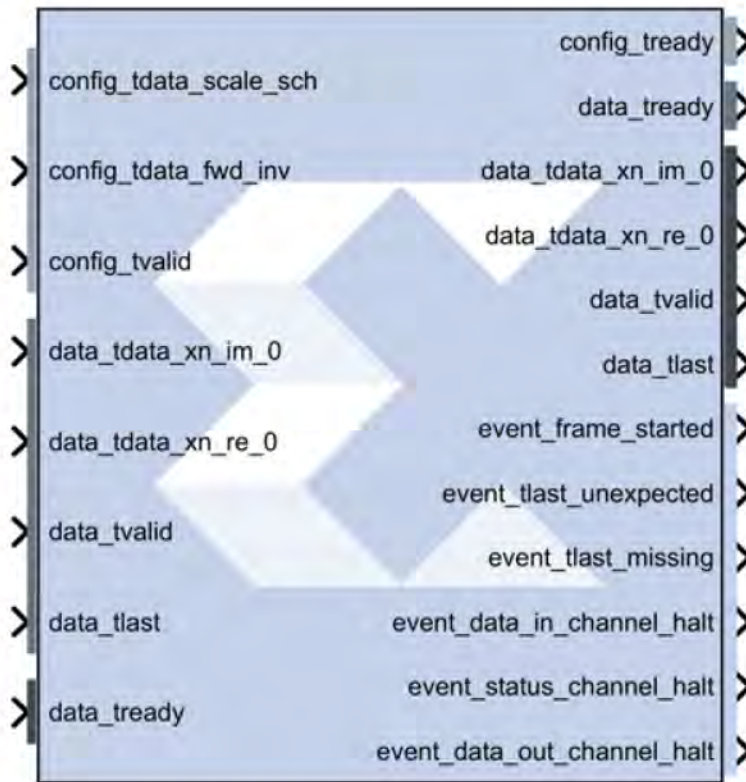 config_tdata_scale_sch
config_tdata_fwd_inv
config_tvalid
data_tdata_xn_im_0
data_tdata_xn_re_0
data_tvalid
data_tlast
data_tready
config_tready
data_tready
data_tdata_xn_im_0
data_tdata_xn_re_0
data_tvalid
data_tlast
event_frame_started
event_tlast_unexpected
event_tlast_missing
event_data_in_channel_halt
event_status_channel_halt
event_data_out_channel_halt